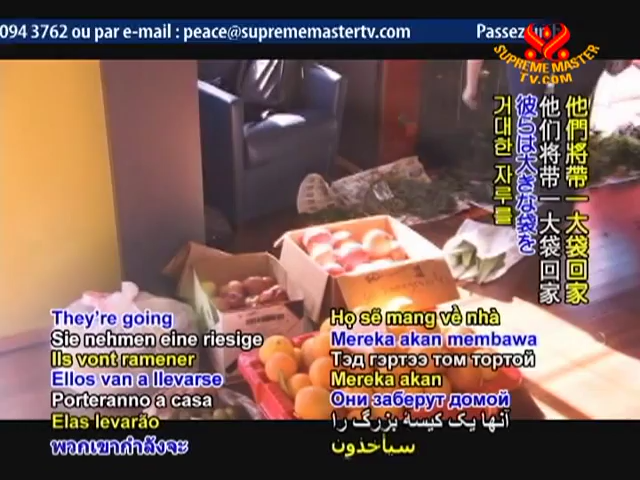 094 3762 ou par e-mail : peace@suprememastertv.com
Passez
SUPREME MASTER
TV.COM
他們將帶一大袋回家
他们将带一大袋回家
彼らは大きな袋を
거대한 자루를
They're going
Sie nehmen eine riesige
Ils vont ramener
Ellos van a llevarse
Porteranno a casa
Elas levarão
พวกเขากำลังจะ
Họ sẽ mang về nhà
Mereka akan membawa
Тэд гэртээ том тортой
Mereka akan
Они заберут домой
آنها یک کیسهٔ بزرگ را
سيأخذون